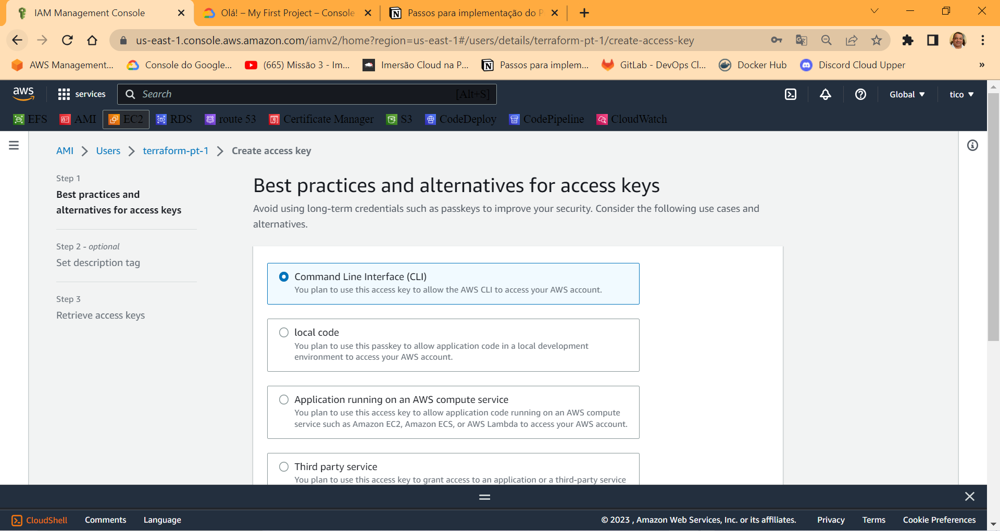 IAM Management Console
Olá! – My First Project – Console
Passos para implementação do P
us-east-1.console.aws.amazon.com/iamv2/home?region=us-east-1#/users/details/terraform-pt-1/create-access-key
AWS Management...
Console do Google...
(665) Missão 3 - Im...
Imersão Cloud na P...
Passos para implem...
GitLab - DevOps Cl...
Docker Hub
Discord Cloud Upper
»
aws
services
Search
[Alt+S]
Global
tico
EFS
AMI
EC2
RDS
route 53
Certificate Manager
S3
CodeDeploy
CodePipeline
CloudWatch
AMI
Users
terraform-pt-1
Create access key
Step 1
Best practices and
alternatives for access keys
Step 2 - optional
Set description tag
Step 3
Retrieve access keys
Best practices and alternatives for access keys
Avoid using long-term credentials such as passkeys to improve your security. Consider the following use cases and
alternatives.
Command Line Interface (CLI)
You plan to use this access key to allow the AWS CLI to access your AWS account.
local code
You plan to use this passkey to allow application code in a local development
environment to access your AWS account.
Application running on an AWS compute service
You plan to use this access key to allow application code running on an AWS compute
service such as Amazon EC2, Amazon ECS, or AWS Lambda to access your AWS account.
Third party service
You plan to use this access key to grant access to an application or a third-party service
CloudShell
Comments
Language
© 2023 , Amazon Web Services, Inc. or its affiliates.
Privacy
Terms
Cookie Preferences